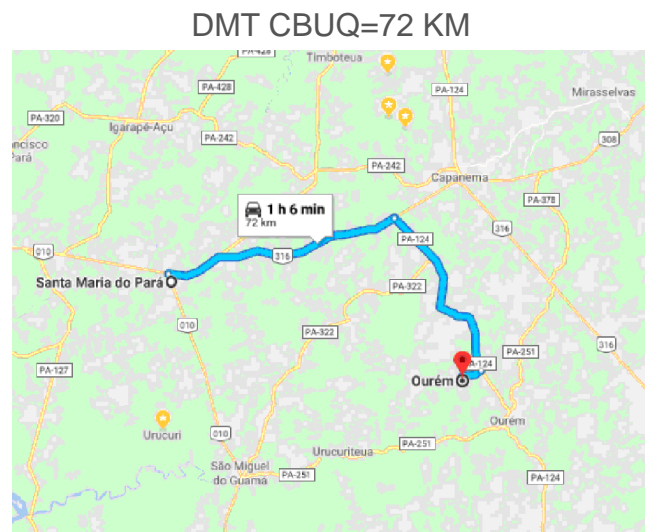 DMT CBUQ=72 KM
PA-428
Timboteua
PA-428
PA-124
Mirasselvas
PA-320
Igarapé-Açu
ancisco
Pará
PA-242
308
PA-242
Capanema
PA-378
1 h 6 min
72 km
316
010
PA-124
316
Santa Maria do Pará
PA-322
010
PA-322
316
PA-251
PA-127
A-124
Ourém
Ourém
010
Urucuri
Urucuriteua
PA-251
São Miguel
do Guamá
PA-251
PA-124